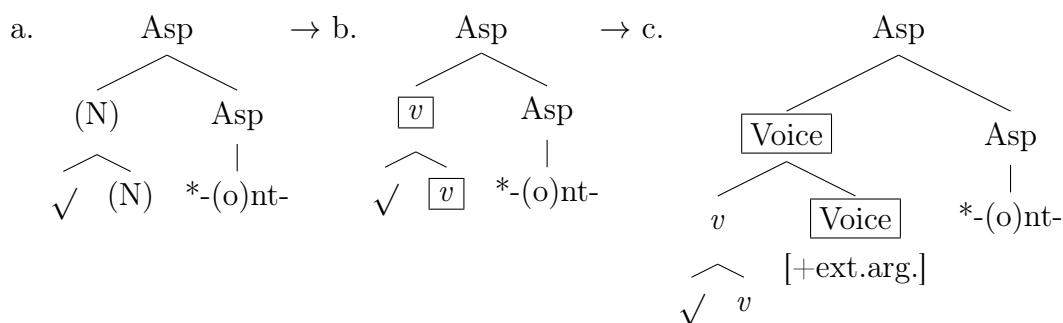 a. Asp → b. Asp → c. Asp
(N) Asp v Asp Voice Asp
√ (N) *-(o)nt- √ v *-(o)nt- v Voice *-(o)nt-
[+ext.arg.]
√ v